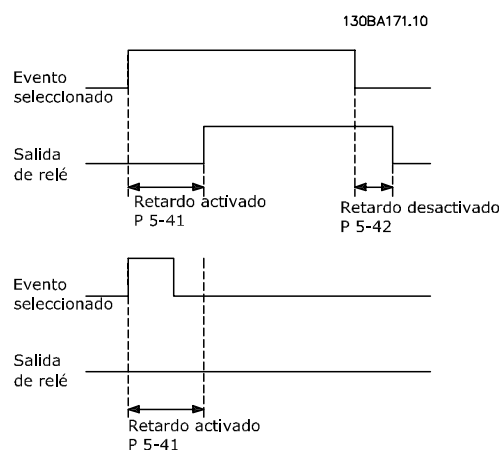 130BA171.10
Evento
seleccionado
Salida
de relé
Retardo activado
P 5-41
Retardo desactivado
P 5-42
Evento
seleccionado
Salida
de relé
Retardo activado
P 5-41